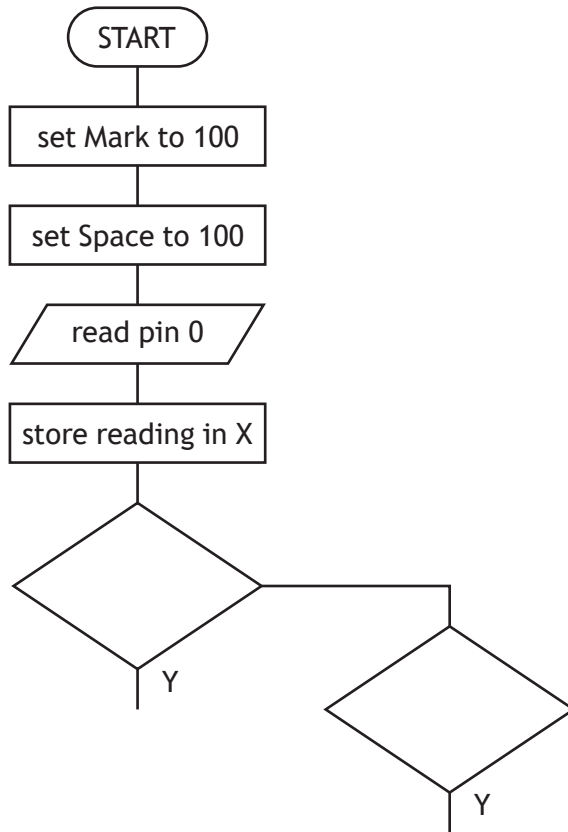 START
set Mark to 100
set Space to 100
read pin 0
store reading in X
Y
Y